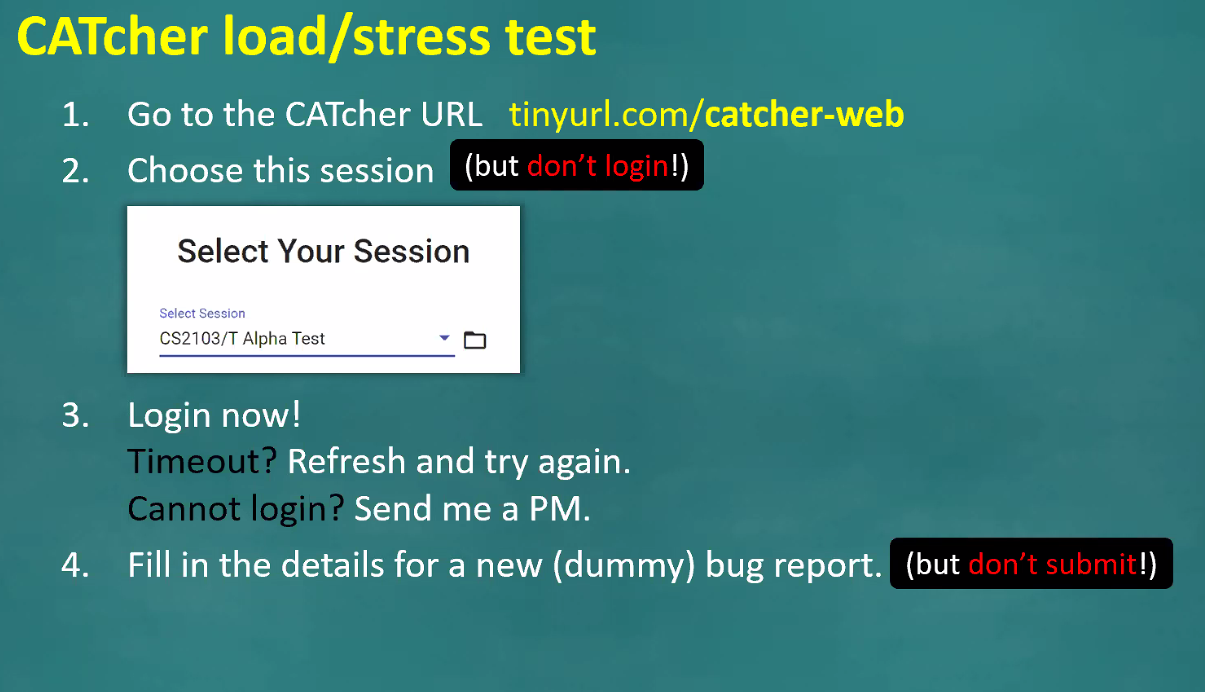 CATcher load/stress test
1. Go to the CATcher URL tinyurl.com/catcher-web
2. Choose this session (but don’t login!)
Select Your Session
Select Session
CS2103/T Alpha Test
3. Login now!
Timeout? Refresh and try again.
Cannot login? Send me a PM.
4. Fill in the details for a new (dummy) bug report. (but don’t submit!)